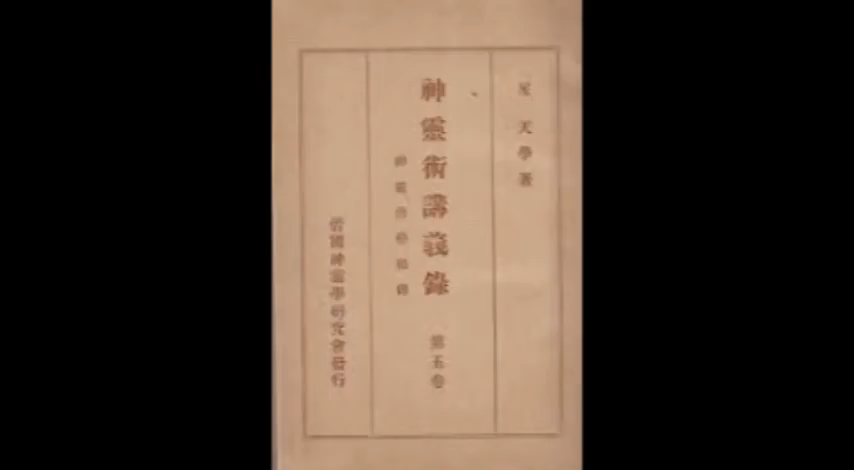 星天學著
神靈術講義錄 第五卷
帝國神靈學研究會發行